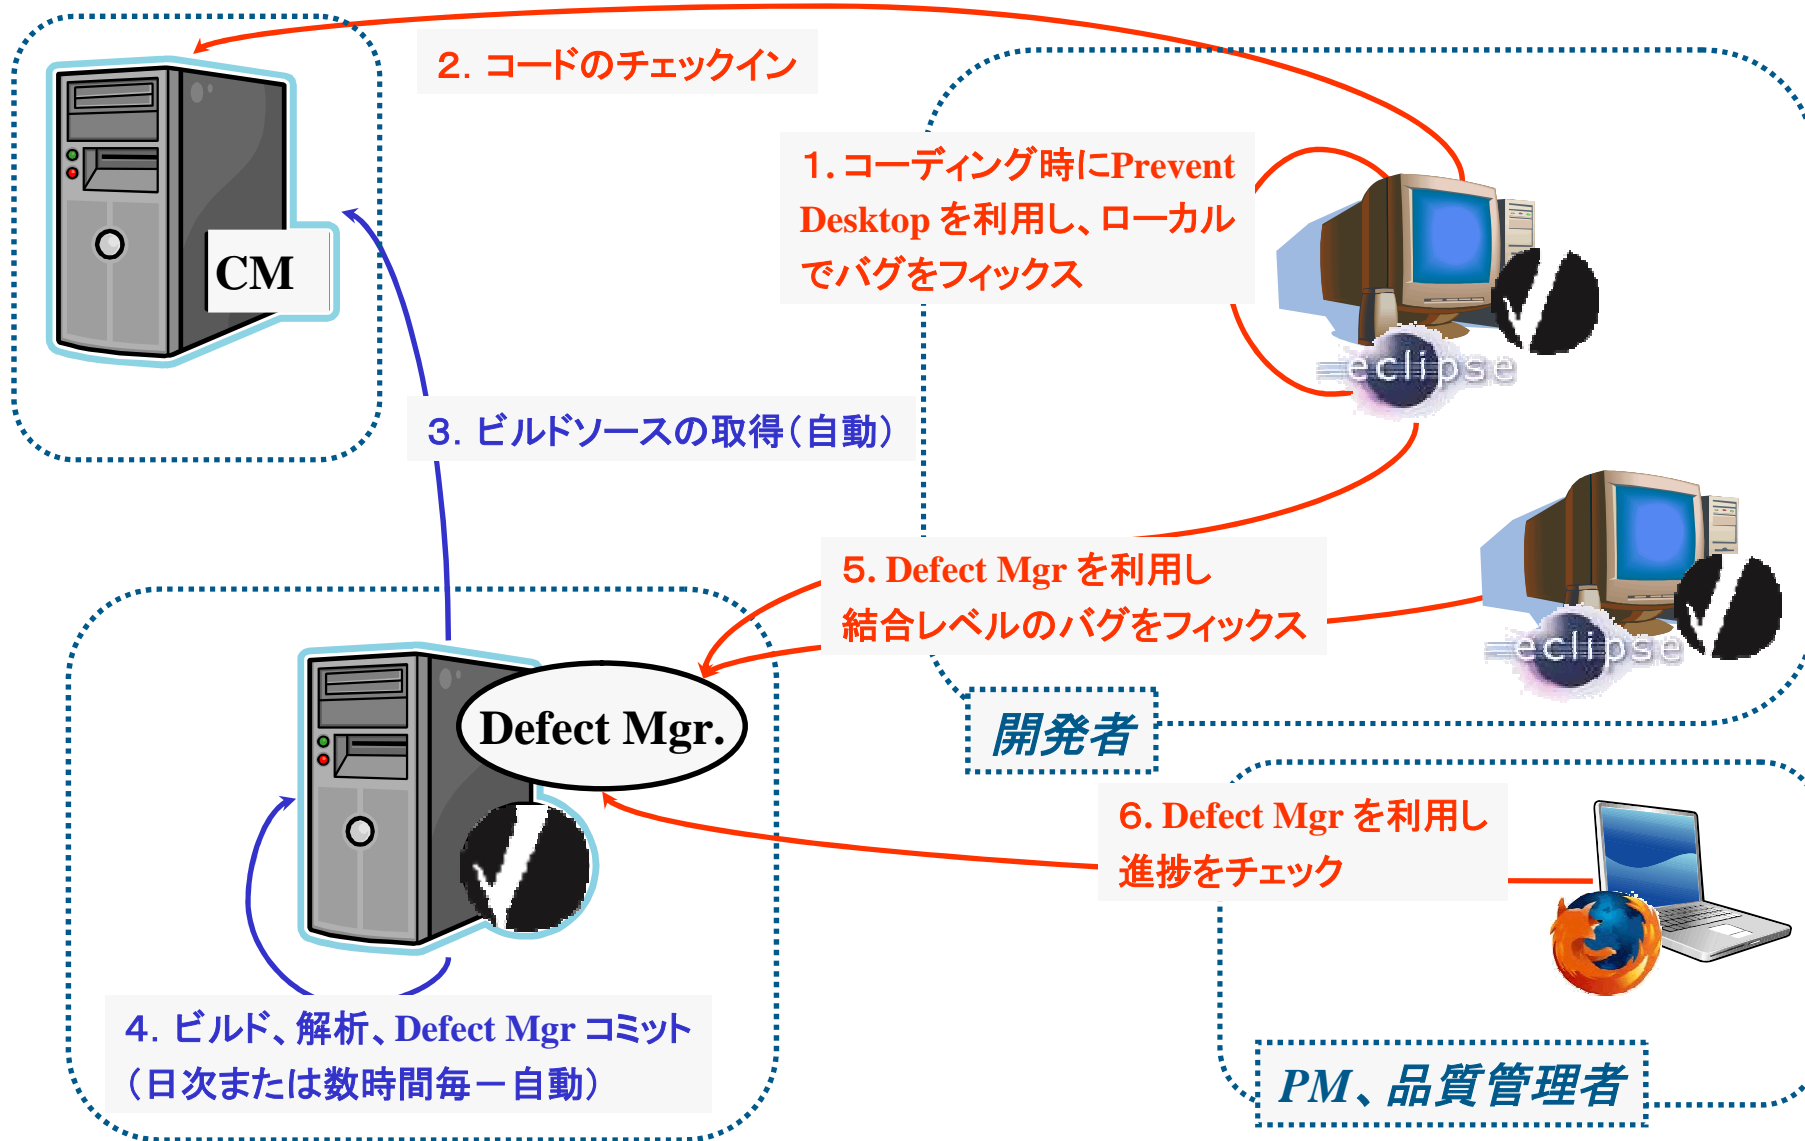 2. コードのチェックイン
1. コーディング時にPrevent
Desktop を利用し、ローカル
でバグをフィックス
CM
eclipse
3. ビルドソースの取得（自動）
5. Defect Mgr を利用し
結合レベルのバグをフィックス
eclipse
Defect Mgr.
開発者
6. Defect Mgr を利用し
進捗をチェック
4. ビルド、解析、Defect Mgr コミット
（日次または数時間毎－自動）
PM、品質管理者